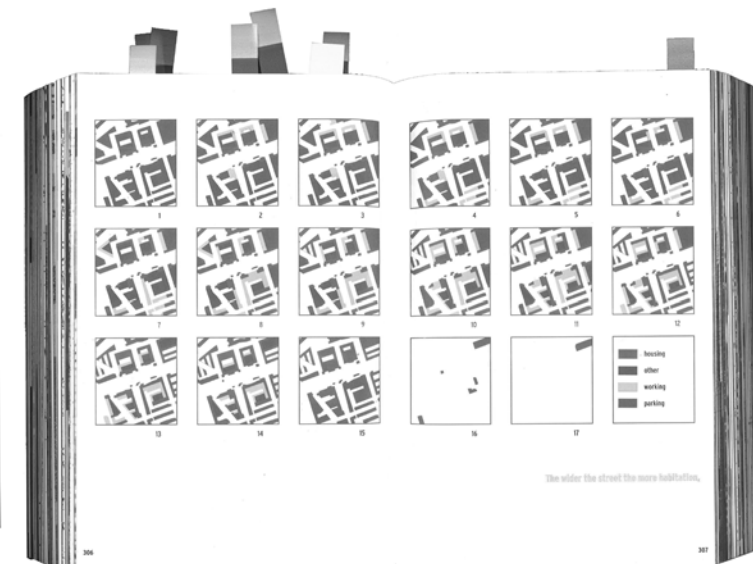 1 2 3 4 5 6
7 8 9 10 11 12
housing
other
working
parking
13 14 15 16 17
The wider the street the more habitation,
306 307